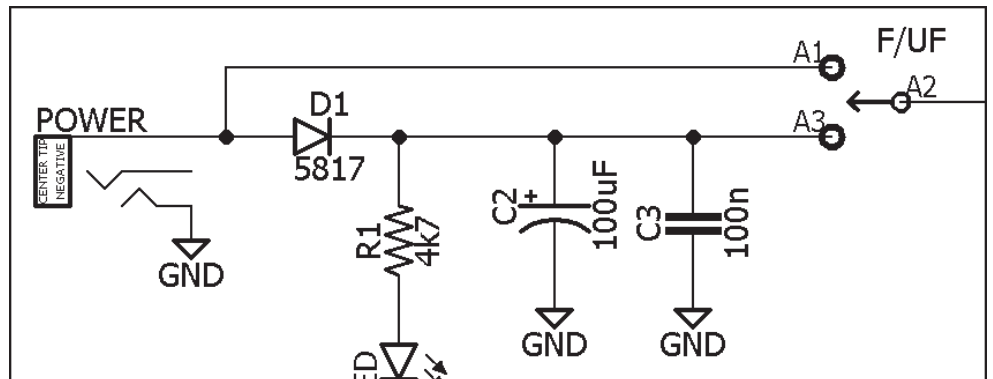 F/UF
A1
A2
A3
POWER
CENTER TIP
NEGATIVE
D1
5817
R1
4k7
C2
+
100uF
C3
100n
GND
GND
GND
ED